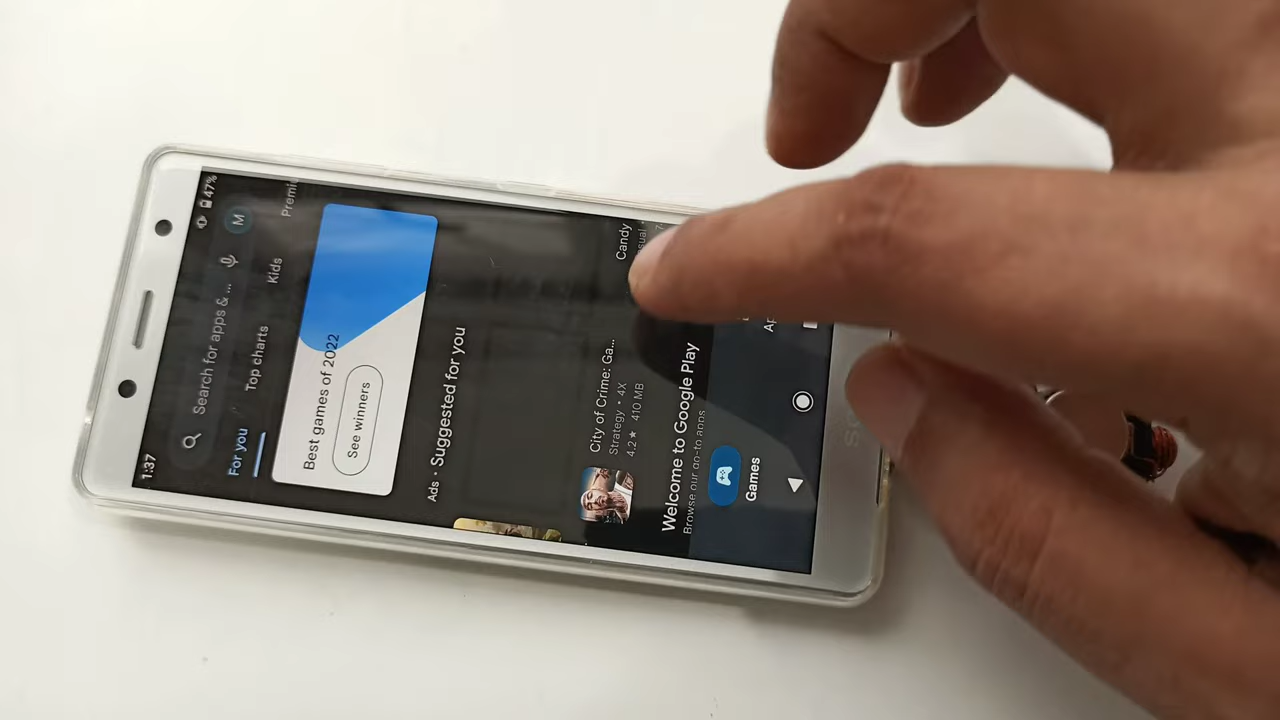 1:37
47%
Search for apps & ...
M
For you
Top charts
Kids
Premi
Best games of 2022
See winners
Ads • Suggested for you
City of Crime: Ga...
Strategy • 4X
4.2 ★ 410 MB
Candy
Welcome to Google Play
Browse our go-to apps
Games
Ap